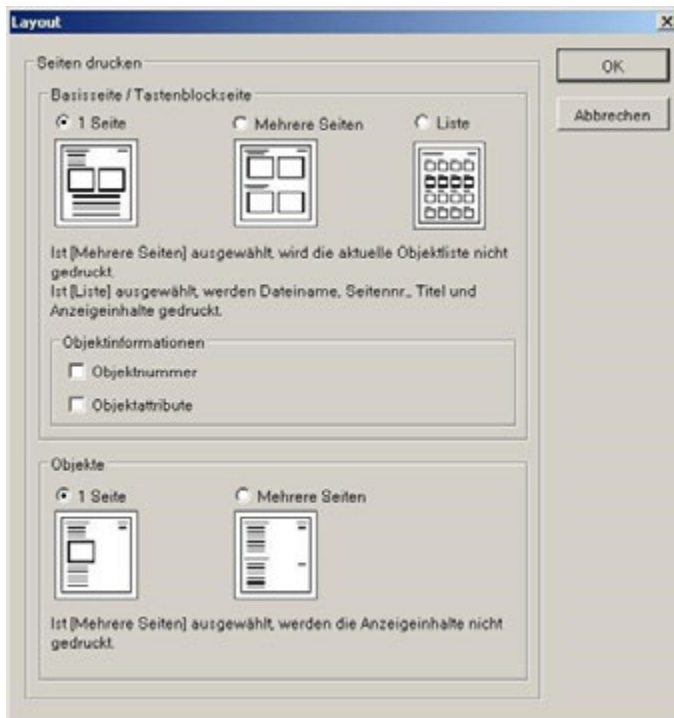 Layout
Seiten drucken
OK
Abbrechen
Basisseite / Tastenblockseite
1 Seite
Mehrere Seiten
Liste
Ist [Mehrere Seiten] ausgewählt, wird die aktuelle Objektliste nicht
gedruckt.
Ist [Liste] ausgewählt, werden Dateiname, Seitennr., Titel und
Anzeigeinhalte gedruckt.
Objektinformationen
Objektnummer
Objektattribute
Objekte
1 Seite
Mehrere Seiten
Ist [Mehrere Seiten] ausgewählt, werden die Anzeigeinhalte nicht
gedruckt.